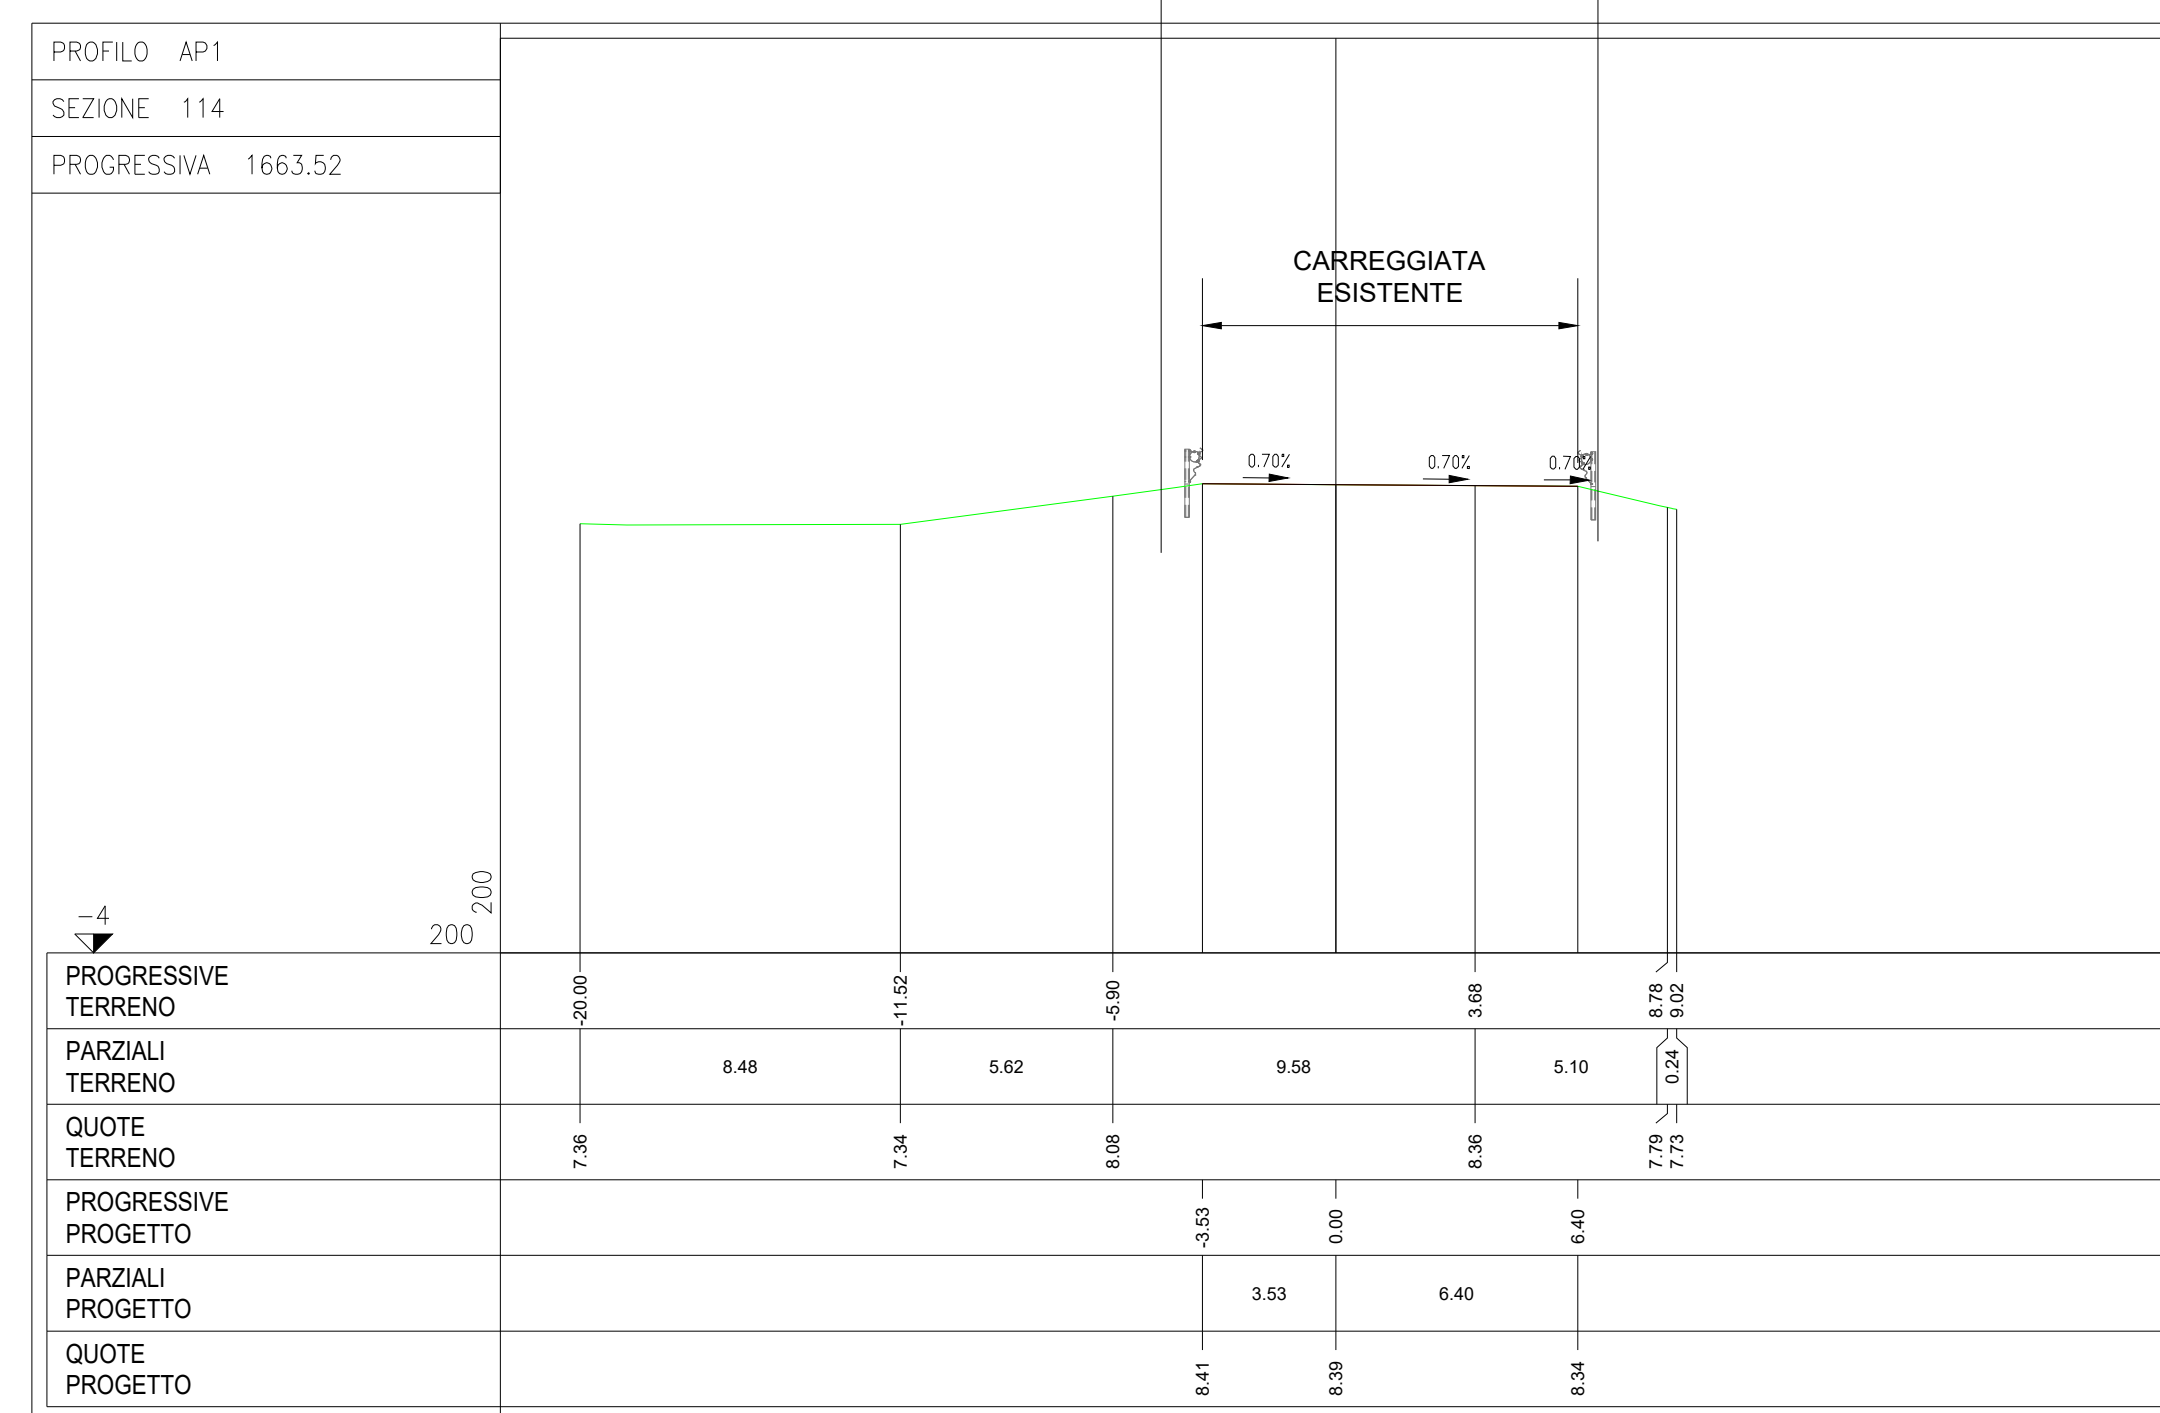 PROFILO AP1
SEZIONE 114
PROGRESSIVA 1663.52
CARREGGIATA
ESISTENTE
0.70% 0.70% 0.70%
200
-4
200
PROGRESSIVE
TERRENO
-20.00 -11.52 -5.90 3.68 8.78 9.02
PARZIALI
TERRENO
8.48 5.62 9.58 5.10 0.24
QUOTE
TERRENO
7.36 7.34 8.08 8.36 7.79 7.73
PROGRESSIVE
PROGETTO
-3.53 0.00 6.40
PARZIALI
PROGETTO
3.53 6.40
QUOTE
PROGETTO
8.41 8.39 8.34